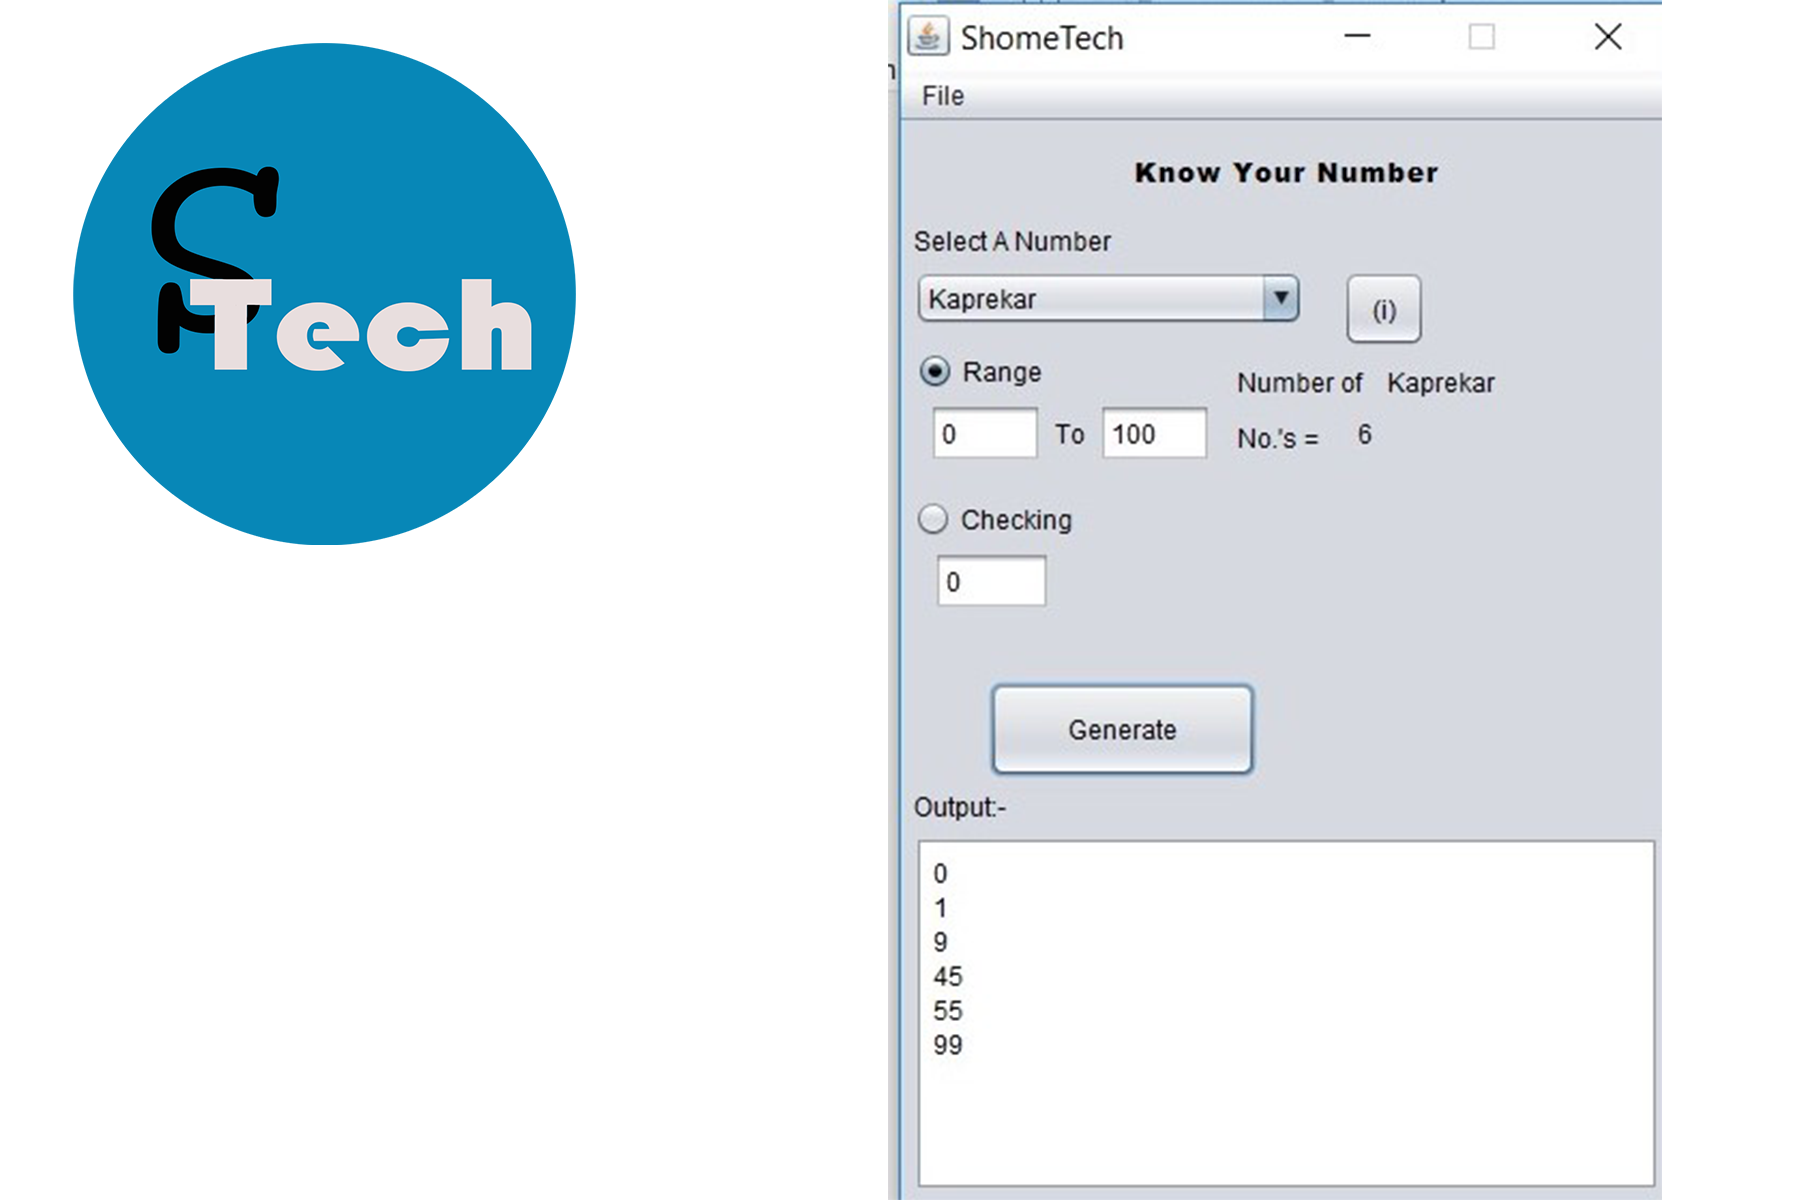 S
Tech
ShomeTech
File
Know Your Number
Select A Number
Kaprekar
(i)
Range
Number of Kaprekar
0 To 100
No.'s = 6
Checking
0
Generate
Output:-
0
1
9
45
55
99